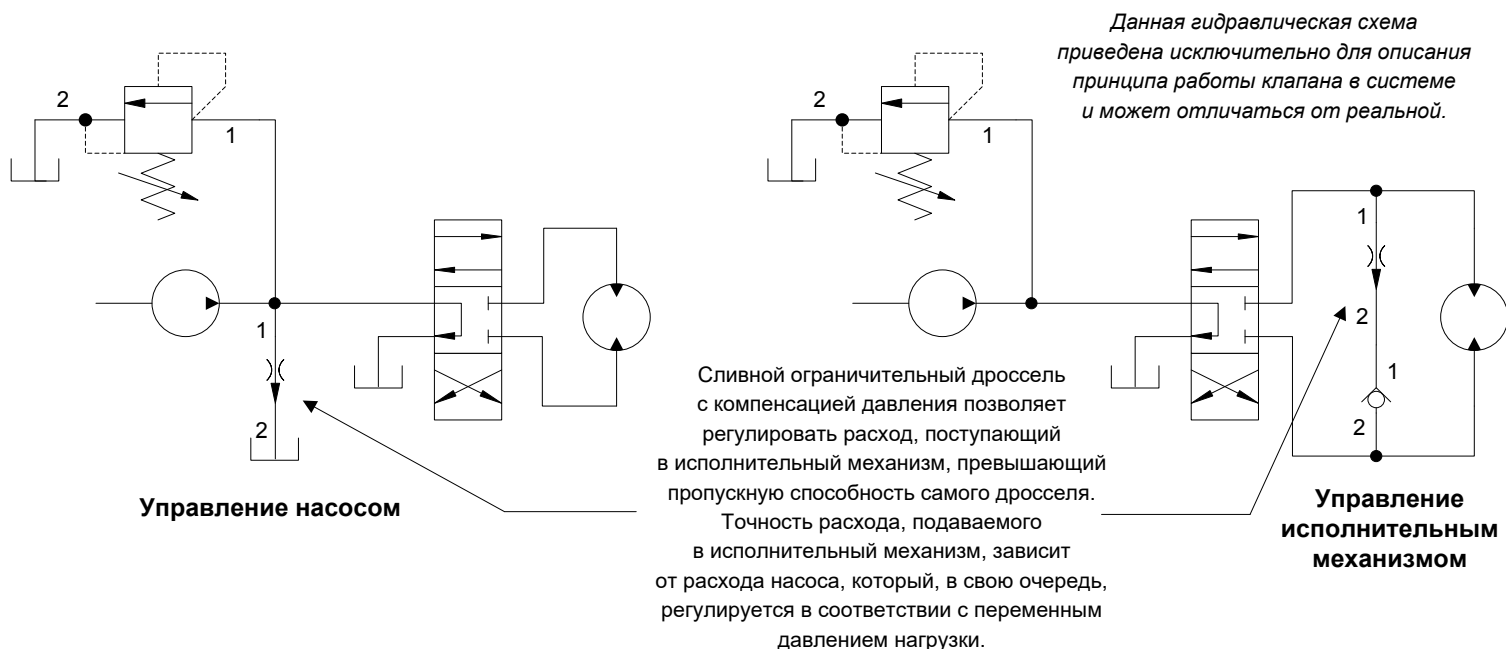 Данная гидравлическая схема
приведена исключительно для описания
принципа работы клапана в системе
и может отличаться от реальной.
2
1
2
1
1
2
1
2
1
2
Сливной ограничительный дроссель
с компенсацией давления позволяет
регулировать расход, поступающий
в исполнительный механизм, превышающий
пропускную способность самого дросселя.
Точность расхода, подаваемого
в исполнительный механизм, зависит
от расхода насоса, который, в свою очередь,
регулируется в соответствии с переменным
давлением нагрузки.
Управление насосом
Управление
исполнительным
механизмом